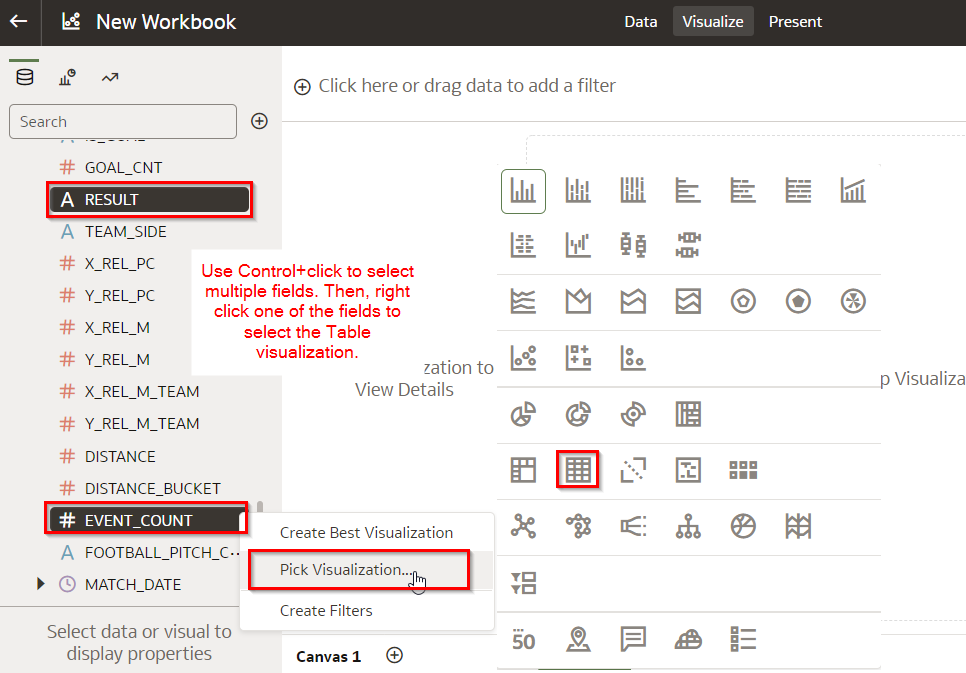 New Workbook
Data
Visualize
Present
Click here or drag data to add a filter
Search
GOAL_CNT
A RESULT
A TEAM_SIDE
# X_REL_PC
# Y_REL_PC
# X_REL_M
# Y_REL_M
# X_REL_M_TEAM
# Y_REL_M_TEAM
# DISTANCE
# DISTANCE_BUCKET
# EVENT_COUNT
A FOOTBALL_PITCH_C··
MATCH_DATE
Select data or visual to
display properties
Use Control+click to select
multiple fields. Then, right
click one of the fields to
select the Table
visualization.
zation to
View Details
p Visualiza
Create Best Visualization
Pick Visualization...
Create Filters
50
Canvas 1